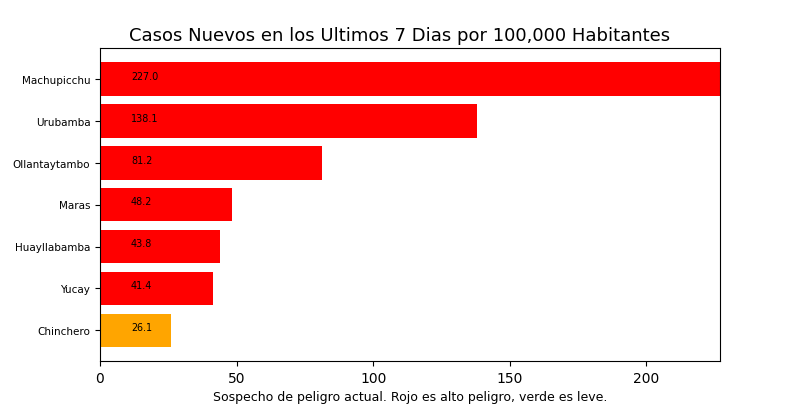 Casos Nuevos en los Ultimos 7 Dias por 100,000 Habitantes
Machupicchu 227.0
Urubamba 138.1
Ollantaytambo 81.2
Maras 48.2
Huayllabamba 43.8
Yucay 41.4
Chinchero 26.1
0 50 100 150 200
Sospecho de peligro actual. Rojo es alto peligro, verde es leve.